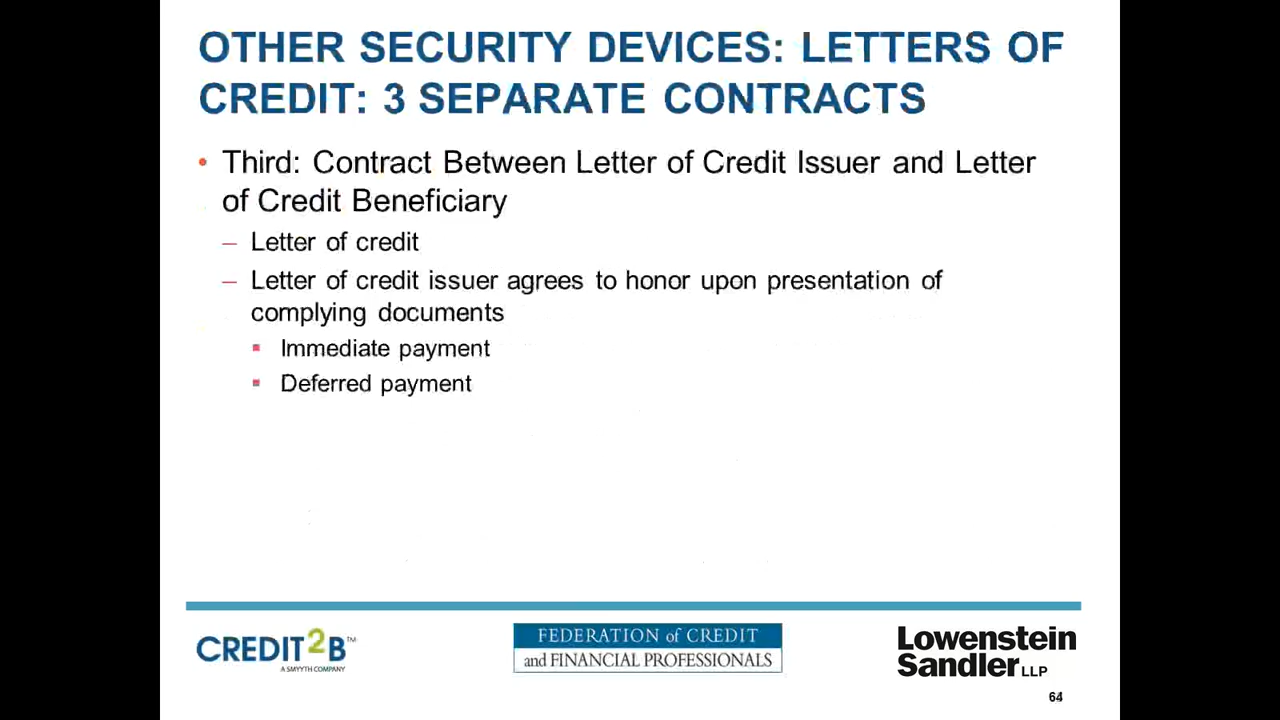 OTHER SECURITY DEVICES: LETTERS OF
CREDIT: 3 SEPARATE CONTRACTS
• Third: Contract Between Letter of Credit Issuer and Letter
of Credit Beneficiary
– Letter of credit
– Letter of credit issuer agrees to honor upon presentation of
complying documents
▪ Immediate payment
▪ Deferred payment
CREDIT2B™
A SMYYTH COMPANY
FEDERATION of CREDIT
and FINANCIAL PROFESSIONALS
Lowenstein
Sandler LLP
64